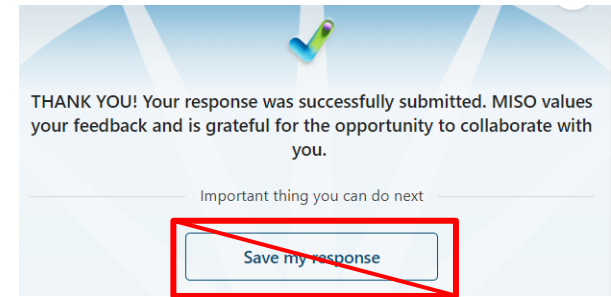 THANK YOU! Your response was successfully submitted. MISO values
your feedback and is grateful for the opportunity to collaborate with
you.
Important thing you can do next
Save my response